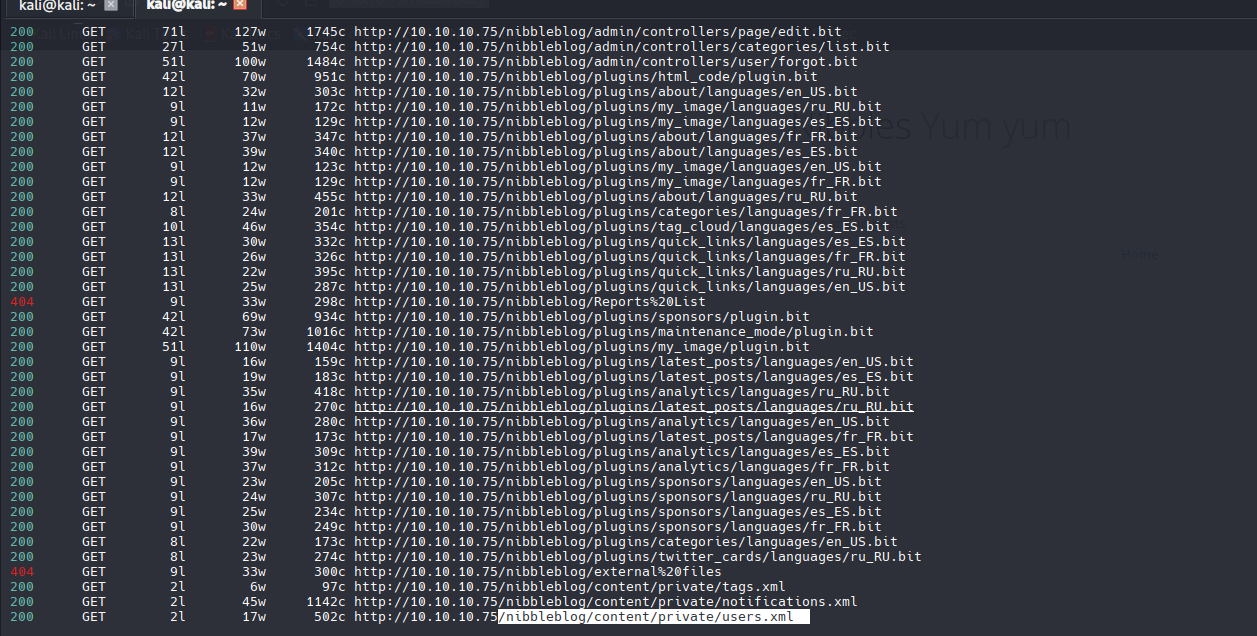 kali@kali: ~ kali@kali: ~
200 GET 71l 127w 1745c http://10.10.10.75/nibbleblog/admin/controllers/page/edit.bit
200 GET 27l 51w 754c http://10.10.10.75/nibbleblog/admin/controllers/categories/list.bit
200 GET 51l 100w 1484c http://10.10.10.75/nibbleblog/admin/controllers/user/forgot.bit
200 GET 42l 70w 951c http://10.10.10.75/nibbleblog/plugins/html_code/plugin.bit
200 GET 12l 32w 303c http://10.10.10.75/nibbleblog/plugins/about/languages/en_US.bit
200 GET 9l 11w 172c http://10.10.10.75/nibbleblog/plugins/my_image/languages/ru_RU.bit
200 GET 9l 12w 129c http://10.10.10.75/nibbleblog/plugins/my_image/languages/es_ES.bit
200 GET 12l 37w 347c http://10.10.10.75/nibbleblog/plugins/about/languages/fr_FR.bit
200 GET 12l 39w 340c http://10.10.10.75/nibbleblog/plugins/about/languages/es_ES.bit
200 GET 9l 12w 123c http://10.10.10.75/nibbleblog/plugins/my_image/languages/en_US.bit
200 GET 9l 12w 129c http://10.10.10.75/nibbleblog/plugins/my_image/languages/fr_FR.bit
200 GET 12l 33w 455c http://10.10.10.75/nibbleblog/plugins/about/languages/ru_RU.bit
200 GET 8l 24w 201c http://10.10.10.75/nibbleblog/plugins/categories/languages/fr_FR.bit
200 GET 10l 46w 354c http://10.10.10.75/nibbleblog/plugins/tag_cloud/languages/es_ES.bit
200 GET 13l 30w 332c http://10.10.10.75/nibbleblog/plugins/quick_links/languages/es_ES.bit
200 GET 13l 26w 326c http://10.10.10.75/nibbleblog/plugins/quick_links/languages/fr_FR.bit
200 GET 13l 22w 395c http://10.10.10.75/nibbleblog/plugins/quick_links/languages/ru_RU.bit
200 GET 13l 25w 287c http://10.10.10.75/nibbleblog/plugins/quick_links/languages/en_US.bit
404 GET 9l 33w 298c http://10.10.10.75/nibbleblog/Reports%20List
200 GET 42l 69w 934c http://10.10.10.75/nibbleblog/plugins/sponsors/plugin.bit
200 GET 42l 73w 1016c http://10.10.10.75/nibbleblog/plugins/maintenance_mode/plugin.bit
200 GET 51l 110w 1404c http://10.10.10.75/nibbleblog/plugins/my_image/plugin.bit
200 GET 9l 16w 159c http://10.10.10.75/nibbleblog/plugins/latest_posts/languages/en_US.bit
200 GET 9l 19w 183c http://10.10.10.75/nibbleblog/plugins/latest_posts/languages/es_ES.bit
200 GET 9l 35w 418c http://10.10.10.75/nibbleblog/plugins/analytics/languages/ru_RU.bit
200 GET 9l 16w 270c http://10.10.10.75/nibbleblog/plugins/latest_posts/languages/ru_RU.bit
200 GET 9l 36w 280c http://10.10.10.75/nibbleblog/plugins/analytics/languages/en_US.bit
200 GET 9l 17w 173c http://10.10.10.75/nibbleblog/plugins/latest_posts/languages/fr_FR.bit
200 GET 9l 39w 309c http://10.10.10.75/nibbleblog/plugins/analytics/languages/es_ES.bit
200 GET 9l 37w 312c http://10.10.10.75/nibbleblog/plugins/analytics/languages/fr_FR.bit
200 GET 9l 23w 205c http://10.10.10.75/nibbleblog/plugins/sponsors/languages/en_US.bit
200 GET 9l 24w 307c http://10.10.10.75/nibbleblog/plugins/sponsors/languages/ru_RU.bit
200 GET 9l 25w 234c http://10.10.10.75/nibbleblog/plugins/sponsors/languages/es_ES.bit
200 GET 9l 30w 249c http://10.10.10.75/nibbleblog/plugins/sponsors/languages/fr_FR.bit
200 GET 8l 22w 173c http://10.10.10.75/nibbleblog/plugins/categories/languages/en_US.bit
200 GET 8l 23w 274c http://10.10.10.75/nibbleblog/plugins/twitter_cards/languages/ru_RU.bit
404 GET 9l 33w 300c http://10.10.10.75/nibbleblog/external%20files
200 GET 2l 6w 97c http://10.10.10.75/nibbleblog/content/private/tags.xml
200 GET 2l 45w 1142c http://10.10.10.75/nibbleblog/content/private/notifications.xml
200 GET 2l 17w 502c http://10.10.10.75/nibbleblog/content/private/users.xml
Yum yum
Home